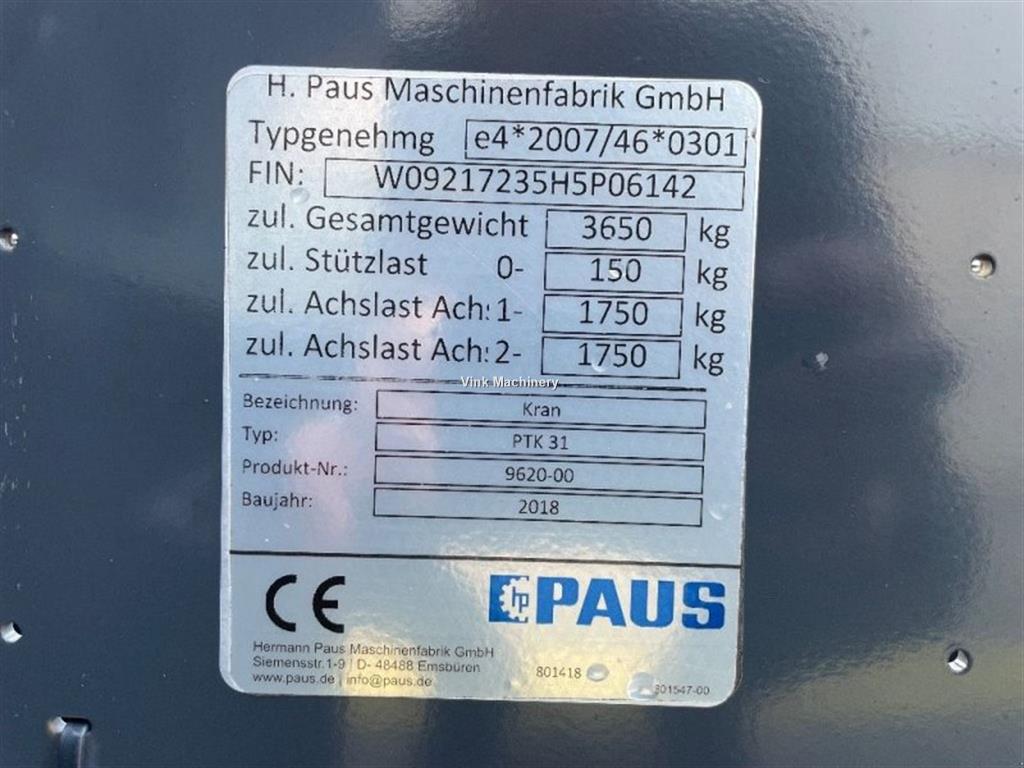 H. Paus Maschinenfabrik GmbH
Typgenehmg e4*2007/46*0301
FIN: W09217235H5P06142
zul. Gesamtgewicht 3650 kg
zul. Stützlast 0- 150 kg
zul. Achslast Ach: 1- 1750 kg
zul. Achslast Ach: 2- 1750 kg
Vink Machinery
Bezeichnung: Kran
Typ: PTK 31
Produkt-Nr.: 9620-00
Baujahr: 2018
CE hp PAUS
Hermann Paus Maschinenfabrik GmbH
Siemensstr.1-9 | D- 48488 Emsbüren
www.paus.de | info@paus.de
801418
801547-00